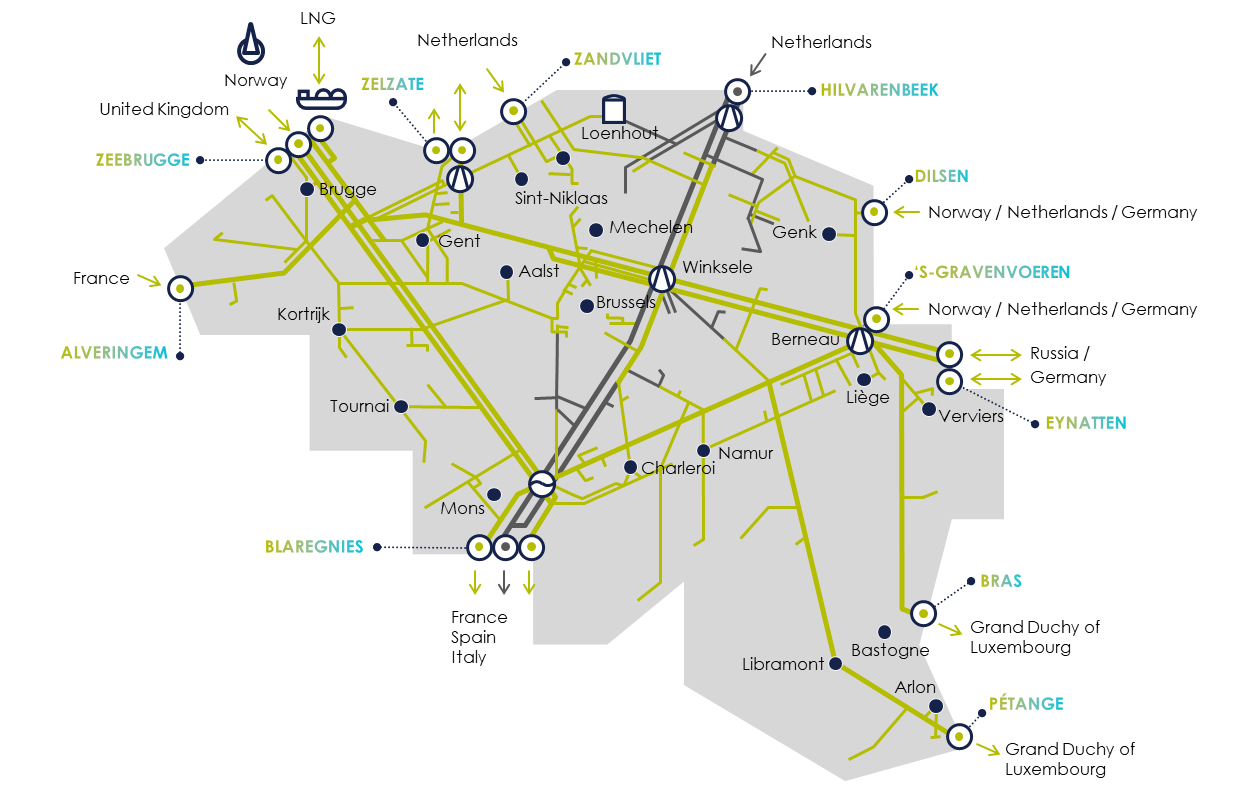 LNG
Netherlands
Netherlands
ZANDVLIET
Norway
ZELZATE
HILVARENBEEK
United Kingdom
Loenhout
ZEEBRUGGE
DILSEN
Brugge
Sint-Niklaas
Norway / Netherlands / Germany
Mechelen
Genk
Gent
Winksele
'S-GRAVENVOEREN
France
Aalst
Brussels
Norway / Netherlands / Germany
Kortrijk
Berneau
ALVERINGEM
Russia /
Germany
Liège
Tournai
Verviers
EYNATTEN
Namur
Charleroi
Mons
BLAREGNIES
BRAS
France
Spain
Italy
Grand Duchy of
Luxembourg
Bastogne
Libramont
Arlon
PÉTANGE
Grand Duchy of
Luxembourg